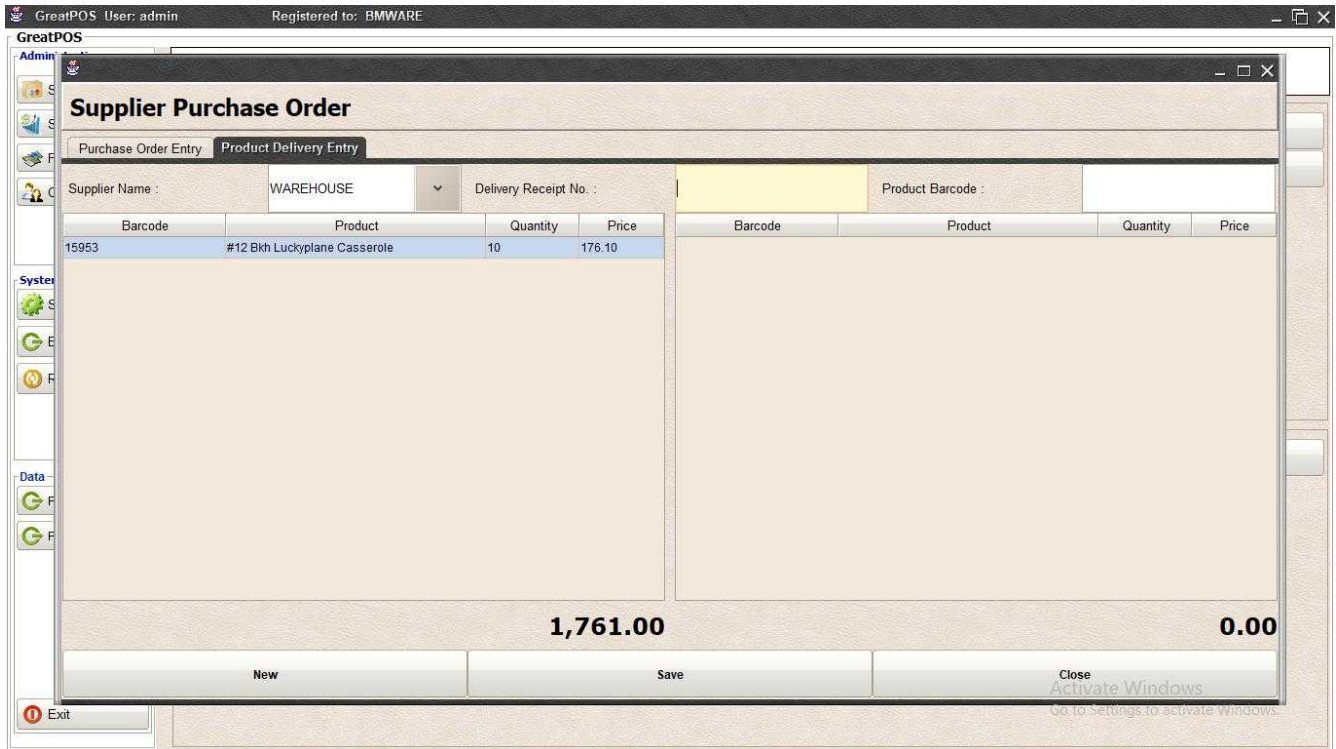 GreatPOS User: admin Registered to: BMWARE
GreatPOS
Admin
Supplier Purchase Order
Purchase Order Entry Product Delivery Entry
Supplier Name : WAREHOUSE Delivery Receipt No. : Product Barcode :
Barcode Product Quantity Price Barcode Product Quantity Price
15953 #12 Bkh Luckyplane Casserole 10 176.10
System
Data
1,761.00 0.00
New Save Close
Activate Windows
Go to Settings to activate Windows.
Exit